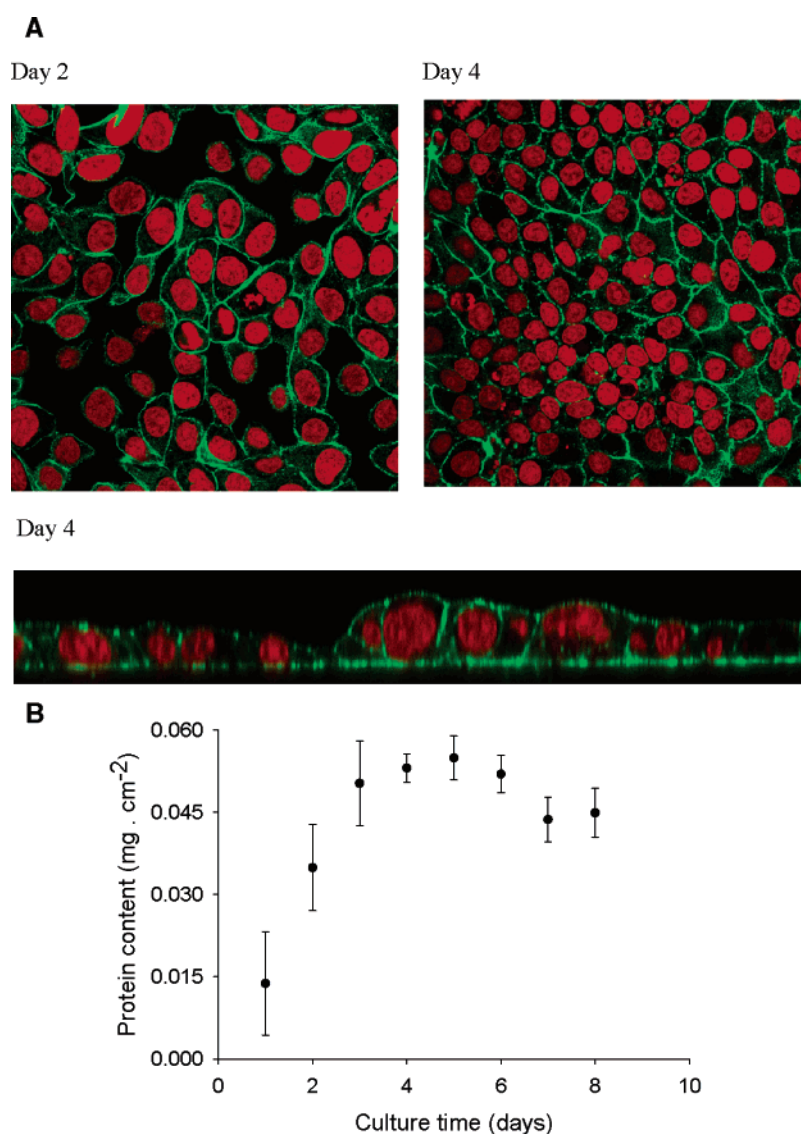 A
Day 2
Day 4
Day 4
B
Protein content (mg . cm-2)
0.060
0.045
0.030
0.015
0.000
0 2 4 6 8 10
Culture time (days)